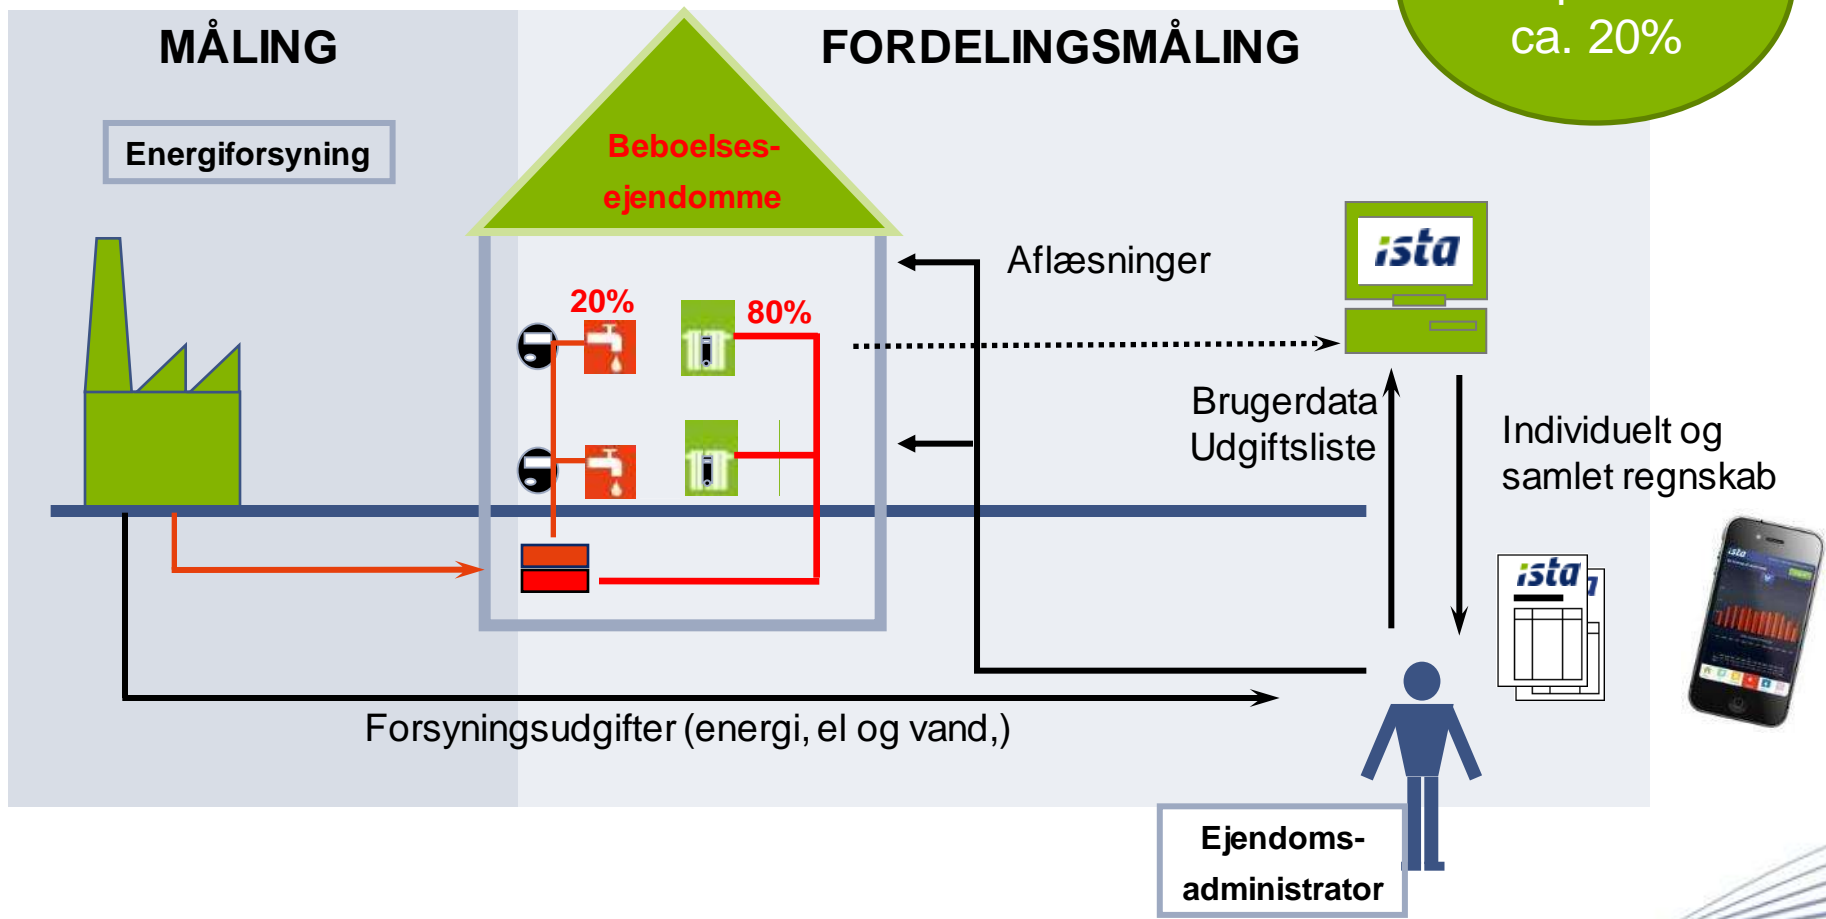 MÅLING
FORDELINGSMÅLING
ca. 20%
Energiforsyning
Beboelses-
ejendomme
20%
80%
Aflæsninger
ista
Brugerdata
Udgiftsliste
Individuelt og
samlet regnskab
ista
ista
Forsyningsudgifter (energi, el og vand,)
Ejendoms-
administrator